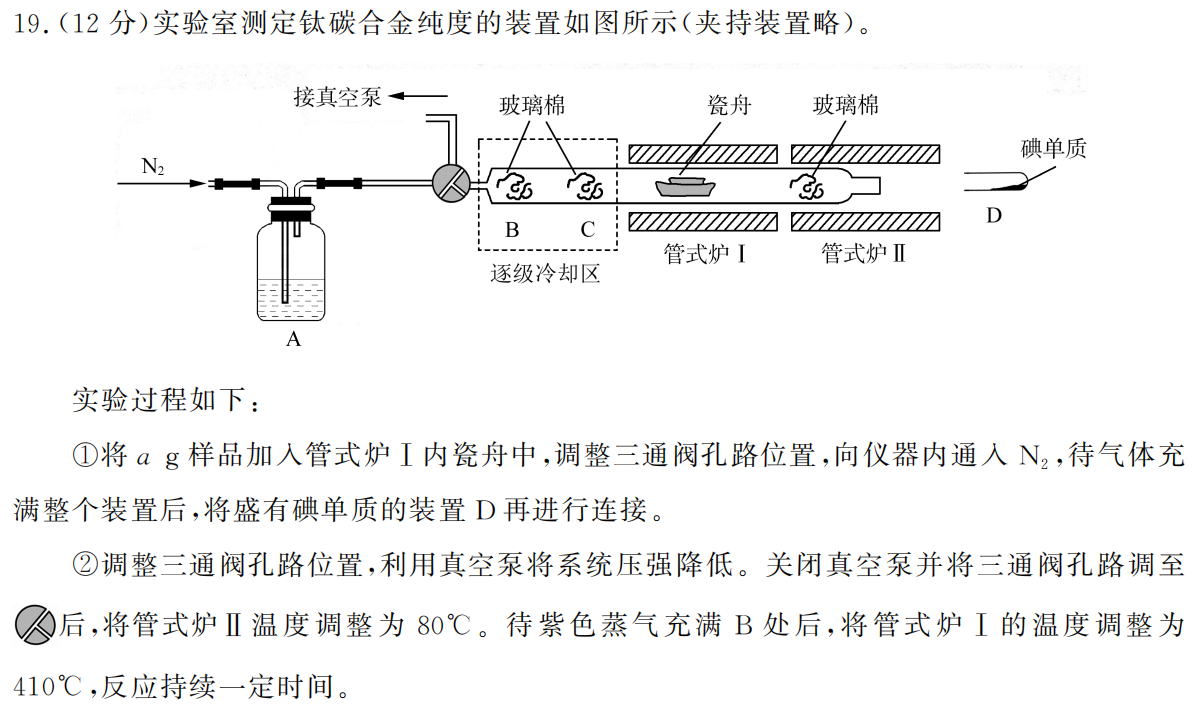 19.(12 分)实验室测定钛碳合金纯度的装置如图所示(夹持装置略)。
接真空泵
玻璃棉
瓷舟
玻璃棉
碘单质
N₂
B
C
D
管式炉Ⅰ
管式炉Ⅱ
逐级冷却区
A
实验过程如下:
①将 a g 样品加入管式炉Ⅰ内瓷舟中,调整三通阀孔路位置,向仪器内通入 N₂,待气体充
满整个装置后,将盛有碘单质的装置 D 再进行连接。
②调整三通阀孔路位置,利用真空泵将系统压强降低。关闭真空泵并将三通阀孔路调至
后,将管式炉Ⅱ温度调整为 80℃。待紫色蒸气充满 B 处后,将管式炉Ⅰ的温度调整为
410℃,反应持续一定时间。